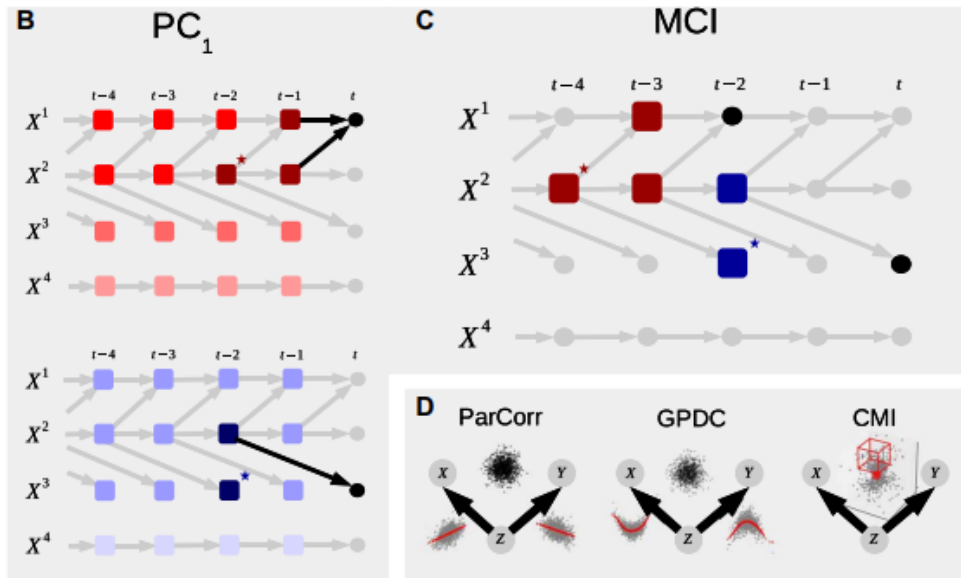 B
PC₁
t−4 t−3 t−2 t−1 t
X¹
X²
X³
X⁴
t−4 t−3 t−2 t−1 t
X¹
X²
X³
X⁴
C
MCI
t−4 t−3 t−2 t−1 t
X¹
X²
X³
X⁴
D
ParCorr GPDC CMI
X Y X Y X Y
Z Z Z